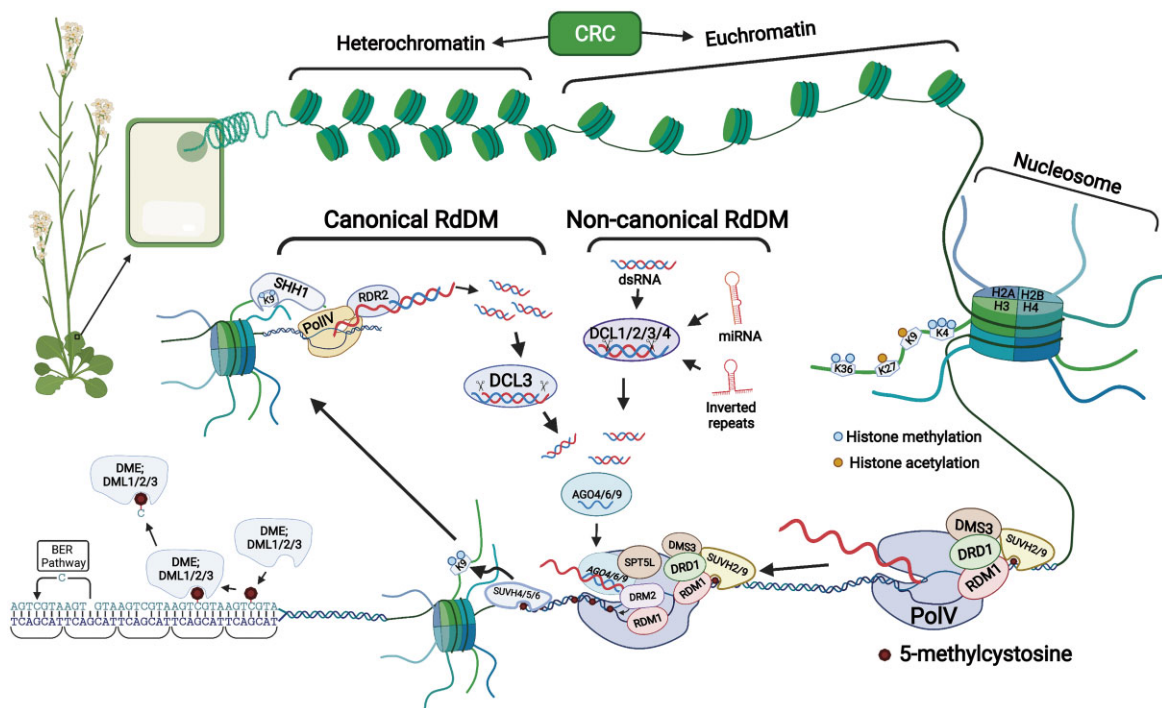 CRC
Heterochromatin
Euchromatin
Nucleosome
Canonical RdDM
Non-canonical RdDM
SHH1
K9
PolIV
RDR2
dsRNA
miRNA
DCL1/2/3/4
DCL3
Inverted
repeats
H2A
H2B
H3
H4
K4
K9
K27
K36
Histone methylation
Histone acetylation
AGO4/6/9
DME;
DML1/2/3
C
DME;
DML1/2/3
DME;
DML1/2/3
BER
Pathway
C
AGTCGTAAGT GTAAGTCGTAAGTCGTAAGTCGTA
TCAGCATTCAGCATTCAGCATTCAGCATTCAGCAT
K9
SUVH4/5/6
AGO4/6/9
SPT5L
DMS3
DRD1
SUVH2/9
RDM1
DRM2
RDM1
DMS3
DRD1
SUVH2/9
RDM1
PolV
5-methylcystosine